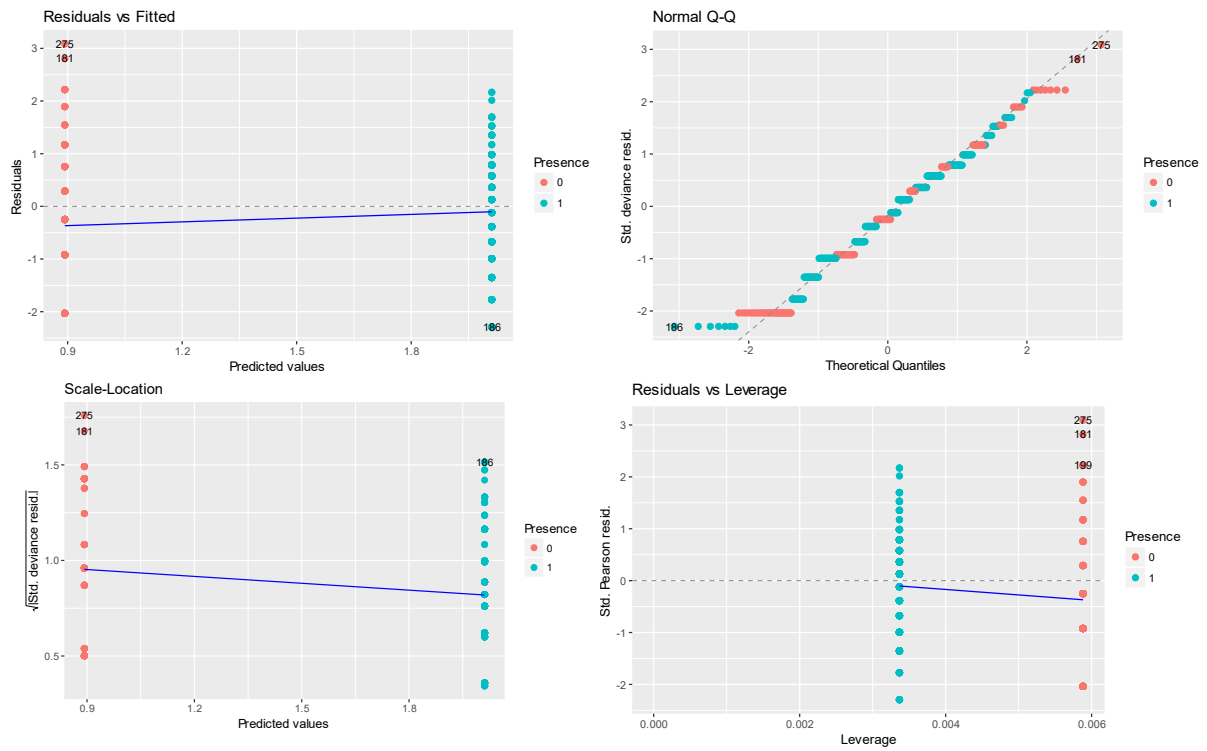 Residuals vs Fitted
275
181
186
3
2
1
0
-1
-2
Residuals
0.9 1.2 1.5 1.8
Predicted values
Presence
0
1
Normal Q-Q
275
181
186
3
2
1
0
-1
-2
Std. deviance resid.
-2 0 2
Theoretical Quantiles
Presence
0
1
Scale-Location
275
181
186
1.5
1.0
0.5
√|Std. deviance resid.|
0.9 1.2 1.5 1.8
Predicted values
Presence
0
1
Residuals vs Leverage
275
181
199
3
2
1
0
-1
-2
Std. Pearson resid.
0.000 0.002 0.004 0.006
Leverage
Presence
0
1